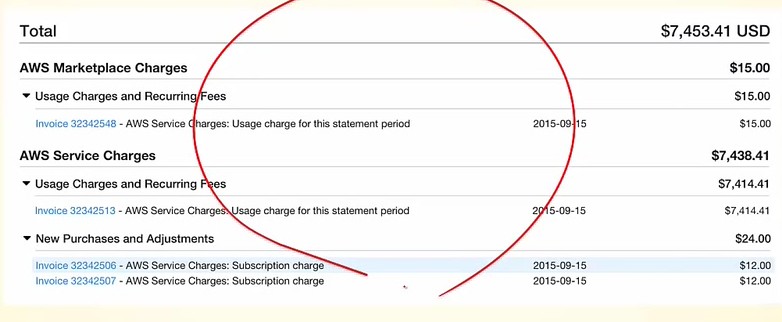 Total $7,453.41 USD
AWS Marketplace Charges $15.00
Usage Charges and Recurring Fees $15.00
Invoice 32342548 - AWS Service Charges: Usage charge for this statement period 2015-09-15 $15.00
AWS Service Charges $7,438.41
Usage Charges and Recurring Fees $7,414.41
Invoice 32342513 - AWS Service Charges: Usage charge for this statement period 2015-09-15 $7,414.41
New Purchases and Adjustments $24.00
Invoice 32342506 - AWS Service Charges: Subscription charge 2015-09-15 $12.00
Invoice 32342507 - AWS Service Charges: Subscription charge 2015-09-15 $12.00